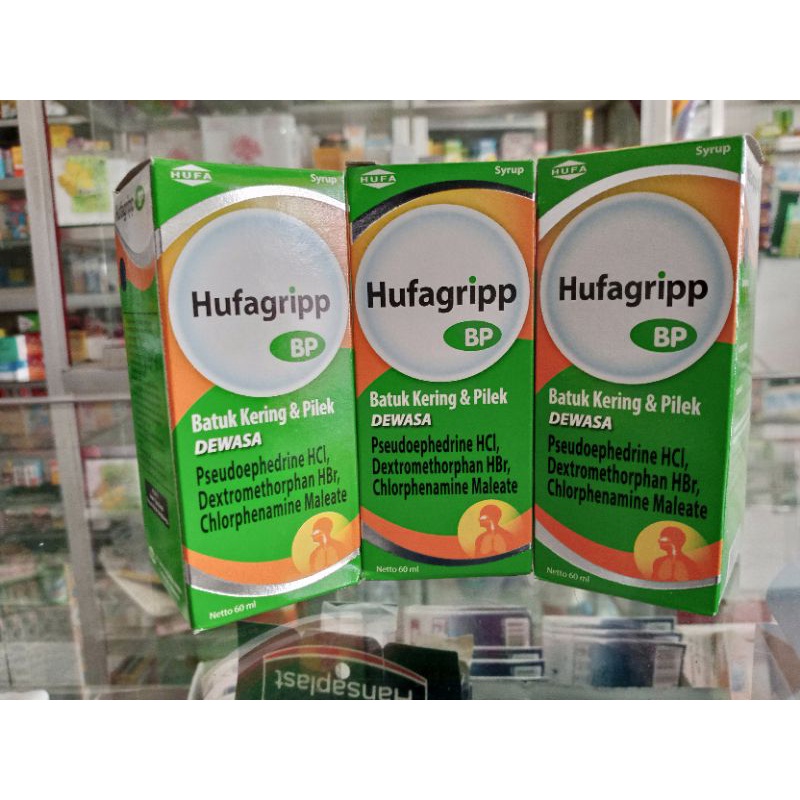 Hufagripp
HUFA
Syrup
Hufagripp
BP
Batuk Kering & Pilek
DEWASA
Pseudoephedrine HCl,
Dextromethorphan HBr,
Chlorphenamine Maleate
Netto 60 ml
HUFA
Syrup
Hufagripp
BP
Batuk Kering & Pilek
DEWASA
Pseudoephedrine HCl,
Dextromethorphan HBr,
Chlorphenamine Maleate
Netto 60 ml
HUFA
Syrup
Hufagripp
BP
Batuk Kering & Pilek
DEWASA
Pseudoephedrine HCl,
Dextromethorphan HBr,
Chlorphenamine Maleate
Netto 60 ml
Hansaplast